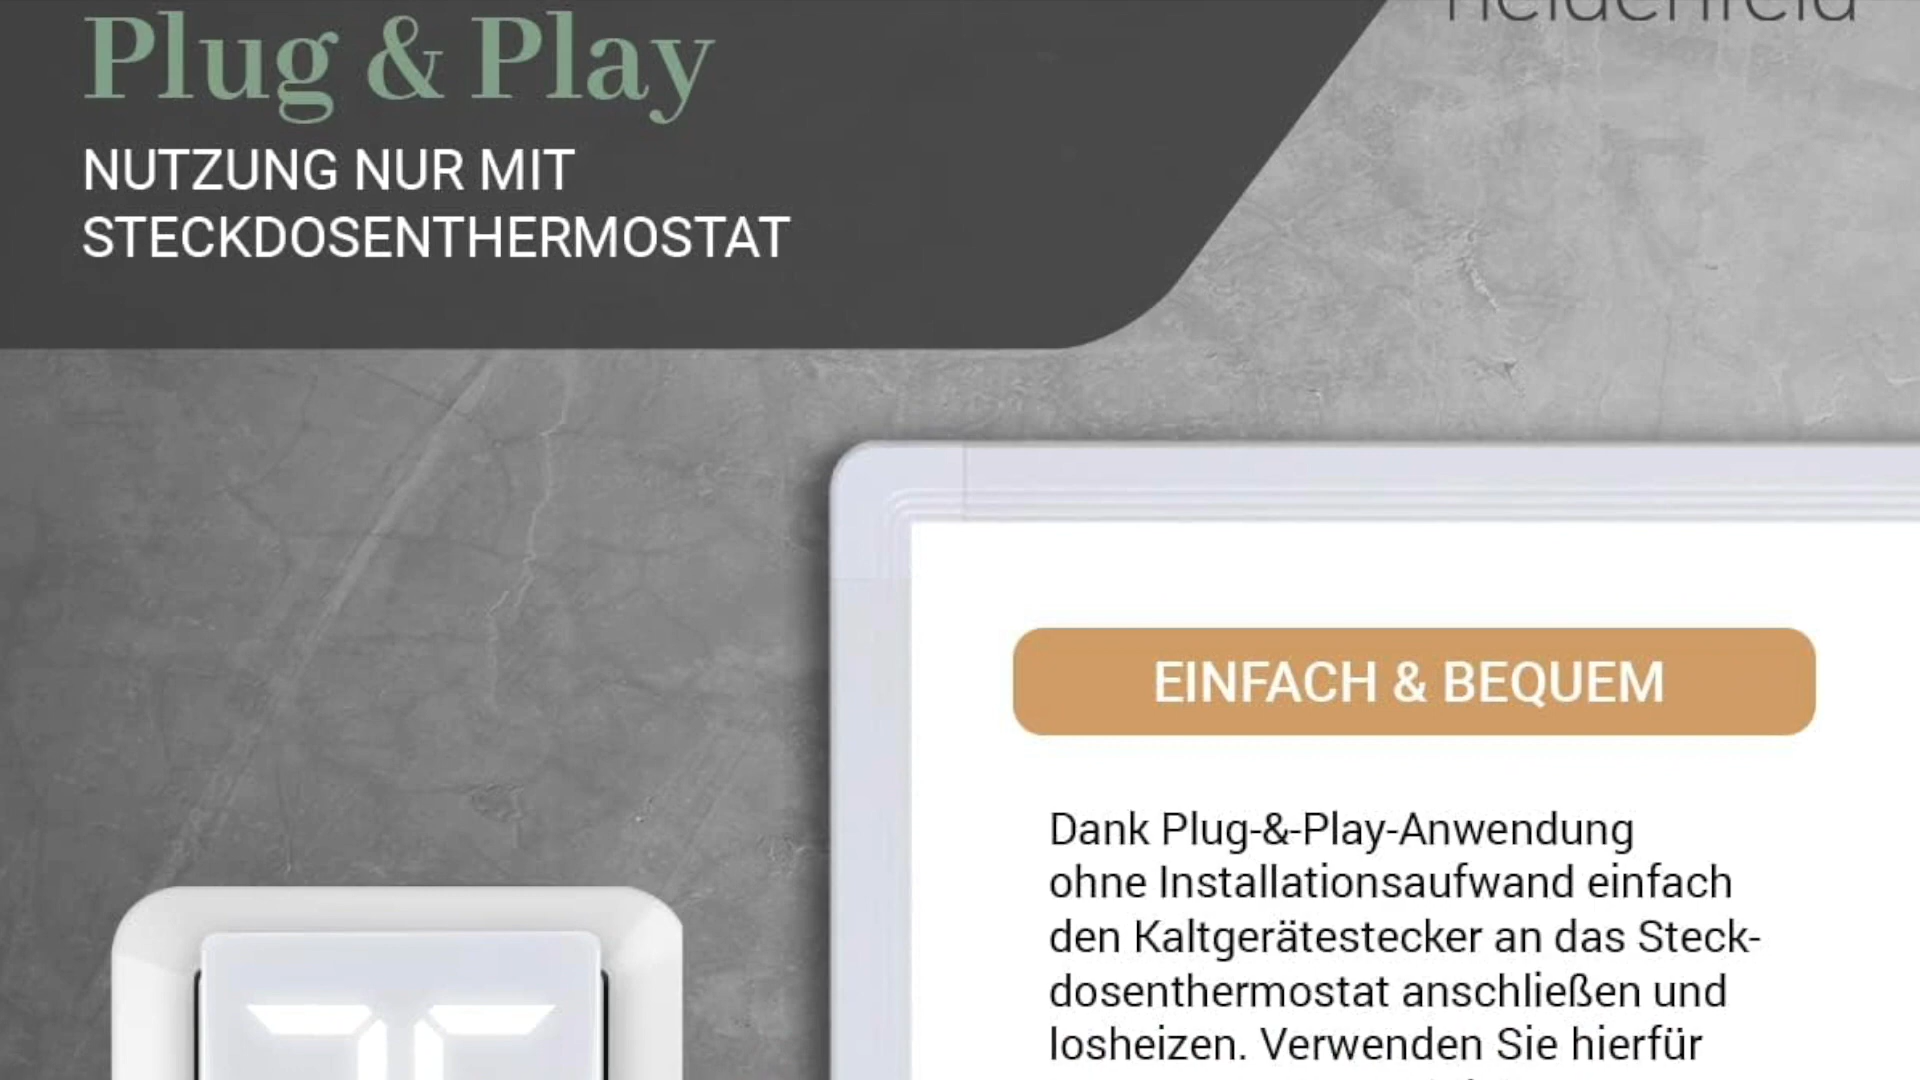 heidenfeld
Plug & Play
NUTZUNG NUR MIT
STECKDOSENTHERMOSTAT
EINFACH & BEQUEM
Dank Plug-&-Play-Anwendung
ohne Installationsaufwand einfach
den Kaltgerätestecker an das Steck-
dosenthermostat anschließen und
losheizen. Verwenden Sie hierfür